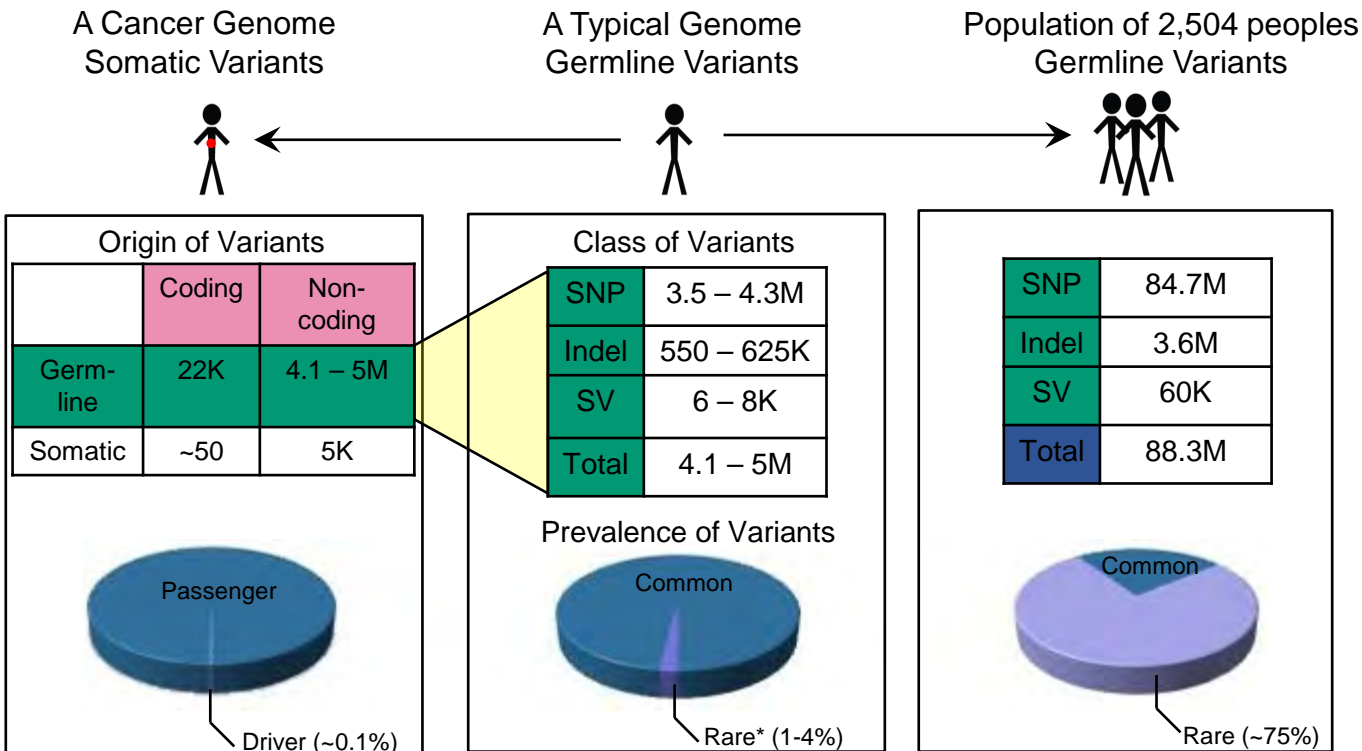 A Cancer Genome
Somatic Variants
A Typical Genome
Germline Variants
Population of 2,504 peoples
Germline Variants
Origin of Variants
Coding
Non-
coding
Germ-
line
22K
4.1 – 5M
Somatic
~50
5K
Passenger
Driver (~0.1%)
Class of Variants
SNP
3.5 – 4.3M
Indel
550 – 625K
SV
6 – 8K
Total
4.1 – 5M
Prevalence of Variants
Common
Rare* (1-4%)
SNP
84.7M
Indel
3.6M
SV
60K
Total
88.3M
Common
Rare (~75%)